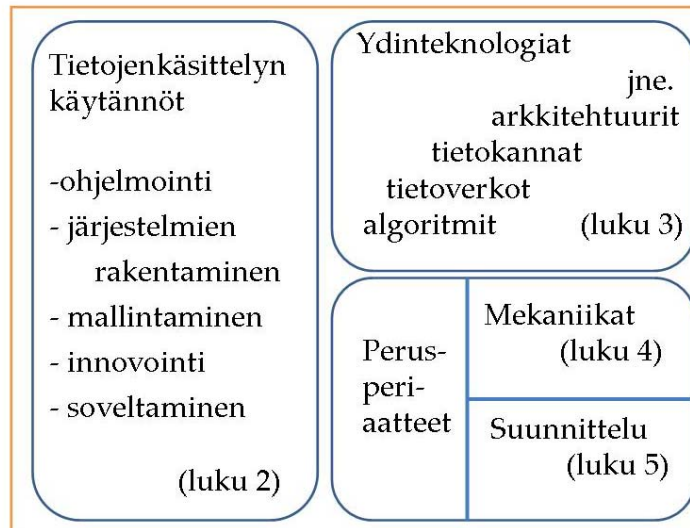 Tietojenkäsittelyn
käytännöt
-ohjelmointi
- järjestelmien
rakentaminen
- mallintaminen
- innovointi
- soveltaminen
(luku 2)
Ydinteknologiat
jne.
arkkitehtuurit
tietokannat
tietoverkot
algoritmit (luku 3)
Perus-
peri-
aatteet
Mekaniikat
(luku 4)
Suunnittelu
(luku 5)